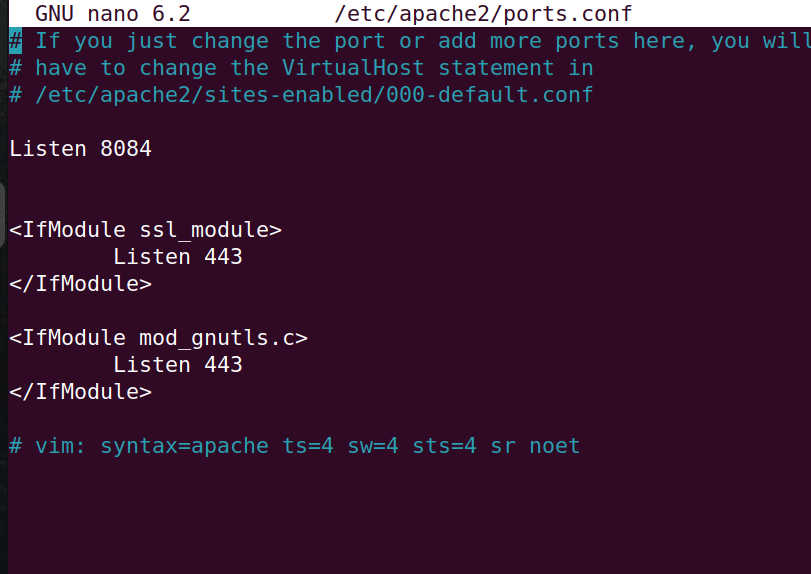 GNU nano 6.2 /etc/apache2/ports.conf
# If you just change the port or add more ports here, you will
# have to change the VirtualHost statement in
# /etc/apache2/sites-enabled/000-default.conf
Listen 8084
<IfModule ssl_module>
Listen 443
</IfModule>
<IfModule mod_gnutls.c>
Listen 443
</IfModule>
# vim: syntax=apache ts=4 sw=4 sts=4 sr noet